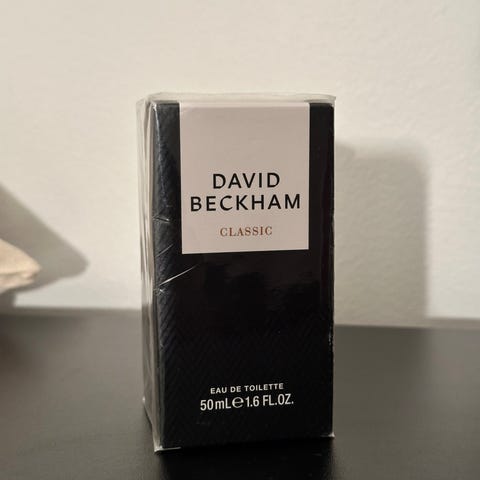 DAVID
BECKHAM
CLASSIC
EAU DE TOILETTE
50mL℮1.6 FL.OZ.